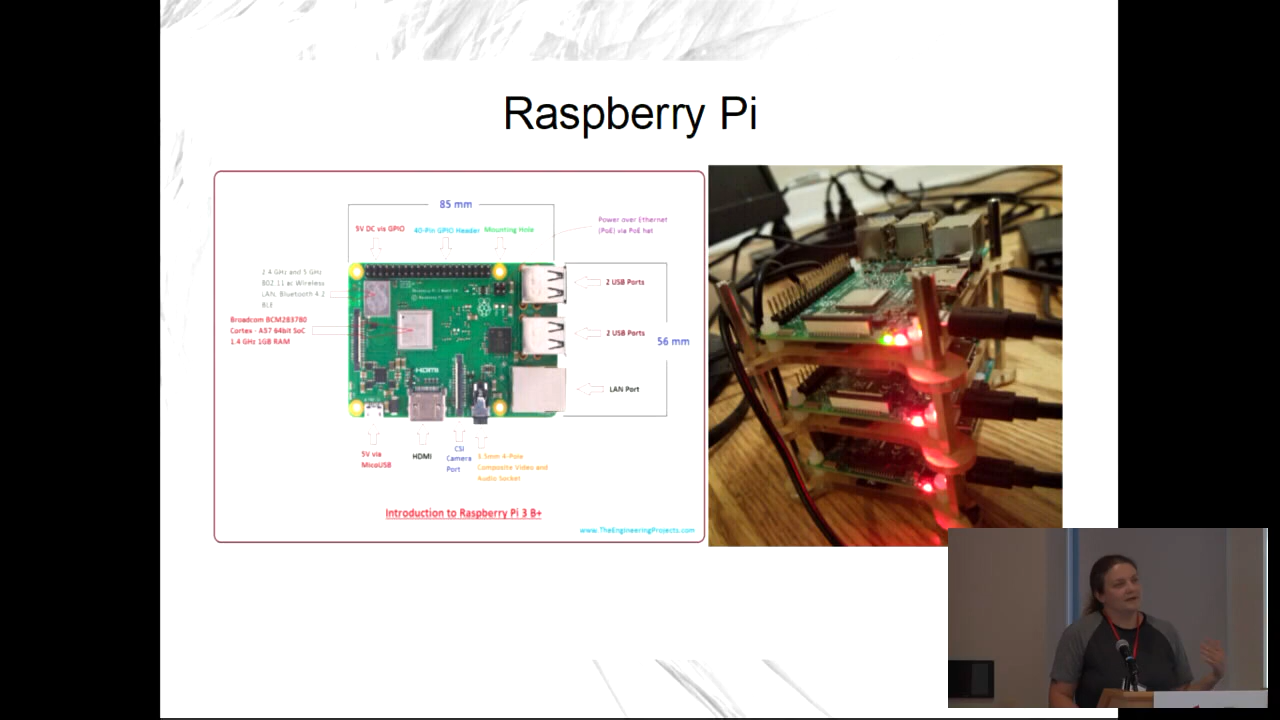 Raspberry Pi
85 mm
5V DC vis GPIO
40-Pin GPIO Header
Mounting Hole
Power over Ethernet
(PoE) via PoE hat
2.4 GHz and 5 GHz
802.11 ac Wireless
LAN, Bluetooth 4.2
BLE
Broadcom BCM2837B0
Cortex - A57 64bit SoC
1.4 GHz 1GB RAM
2 USB Ports
2 USB Ports
56 mm
LAN Port
HDMI
5V via
MicoUSB
HDMI
CSI
Camera
Port
3.5mm 4-Pole
Composite Video and
Audio Socket
Introduction to Raspberry Pi 3 B+
www.TheEngineeringProjects.com